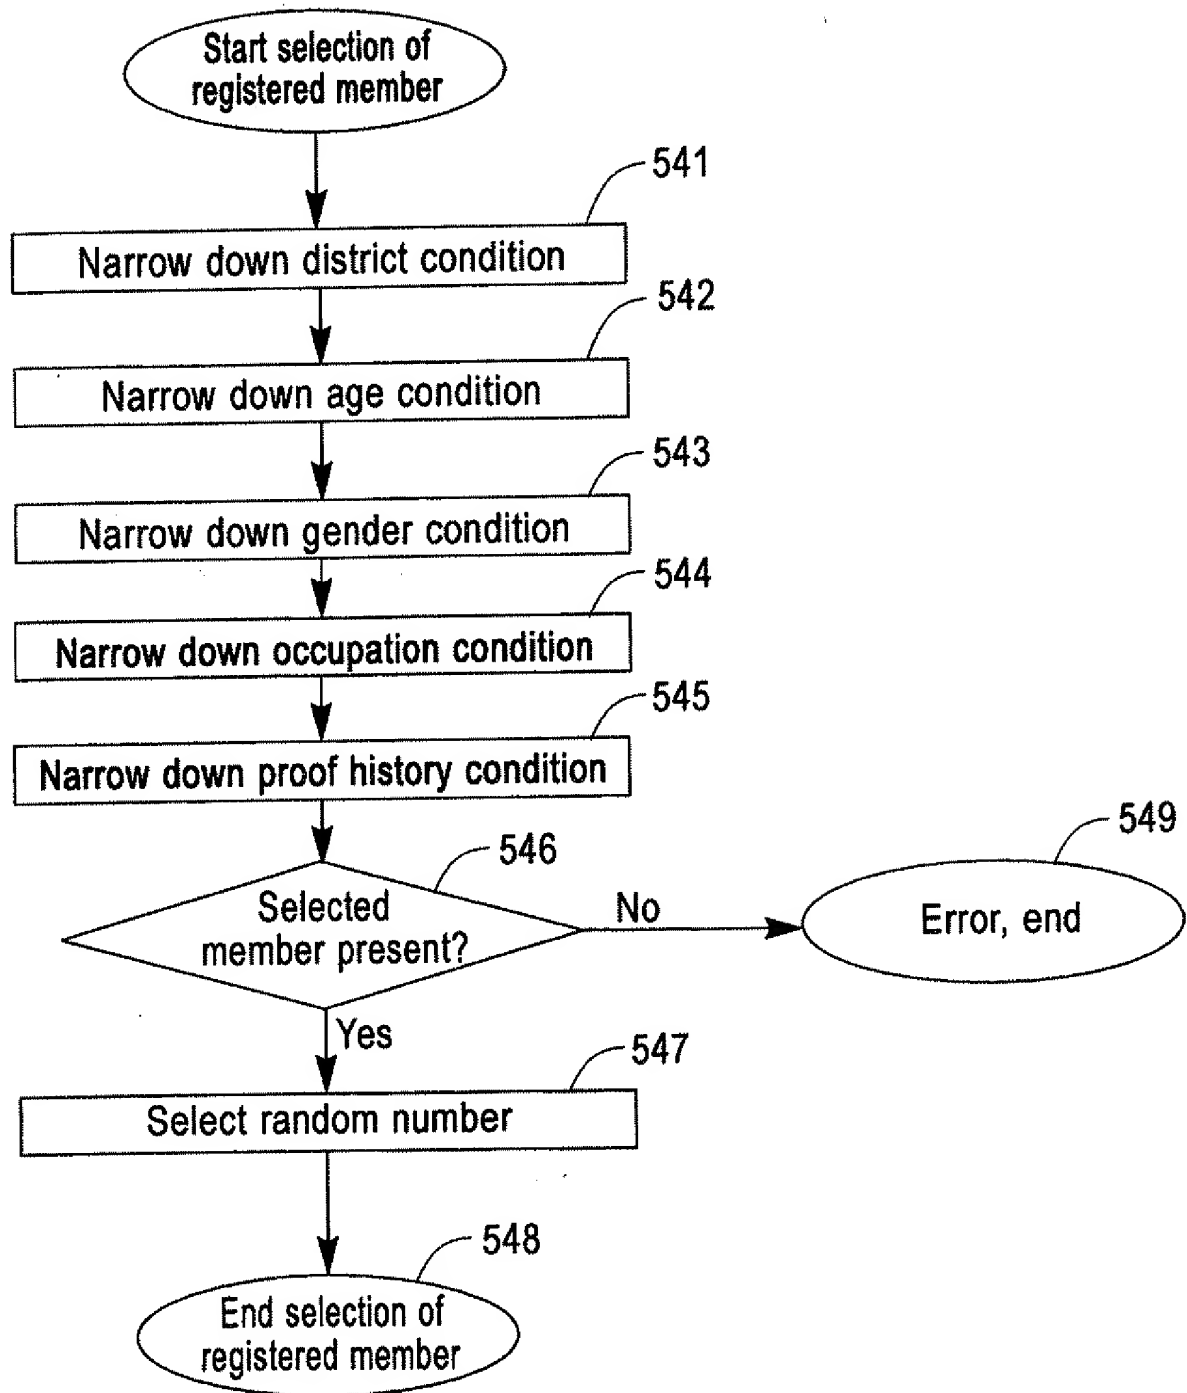 Start selection of
registered member
541
Narrow down district condition
542
Narrow down age condition
543
Narrow down gender condition
544
Narrow down occupation condition
545
Narrow down proof history condition
546
549
Selected
member present?
No
Error, end
Yes
547
Select random number
548
End selection of
registered member